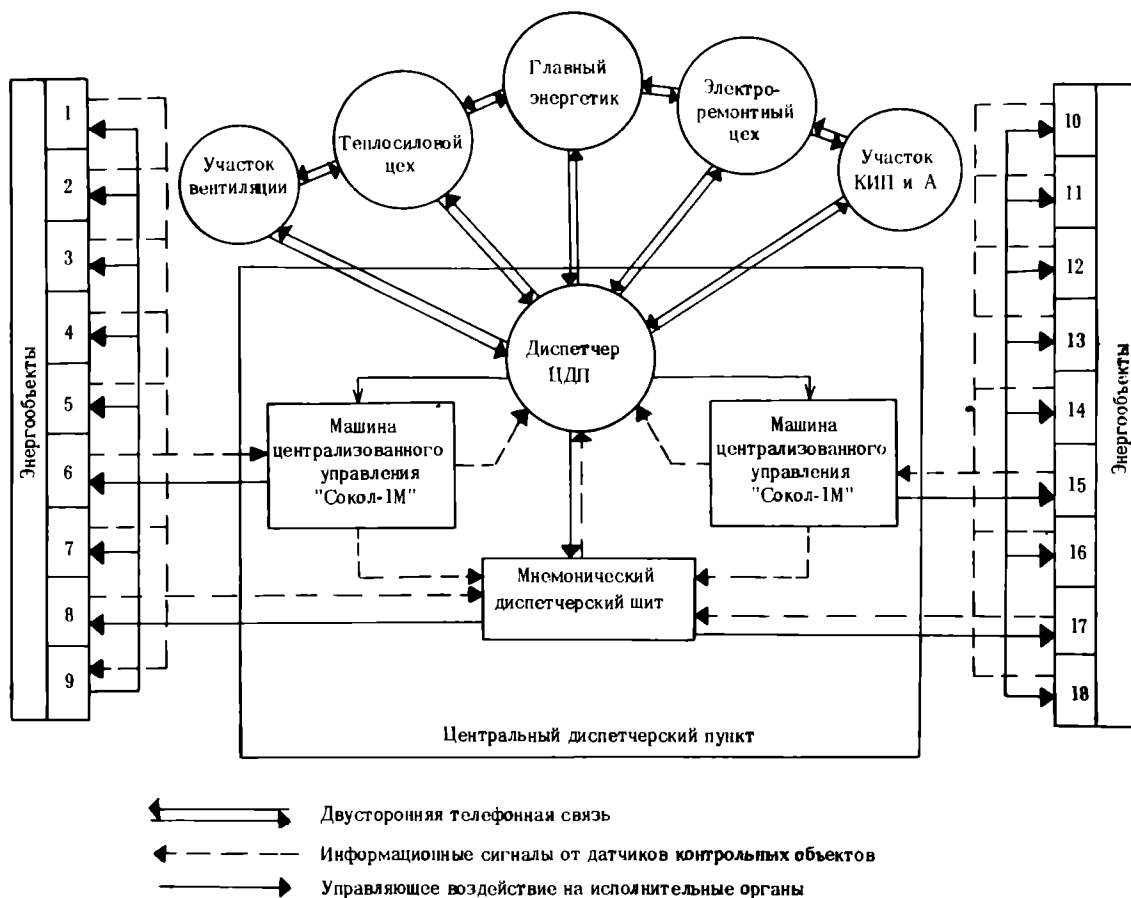 Главный
энергетик
Электро-
ремонтный
цех
Теплосиловой
цех
Участок
вентиляции
Участок
КИП и А
Энергообъекты
1
2
3
4
5
6
7
8
9
10
11
12
13
14
15
16
17
18
Энергообъекты
Диспетчер
ЦДП
Машина
централизованного
управления
"Сокол-1М"
Машина
централизованного
управления
"Сокол-1М"
Мнемонический
диспетчерский щит
Центральный диспетчерский пункт
Двусторонняя телефонная связь
Информационные сигналы от датчиков контрольных объектов
Управляющее воздействие на исполнительные органы